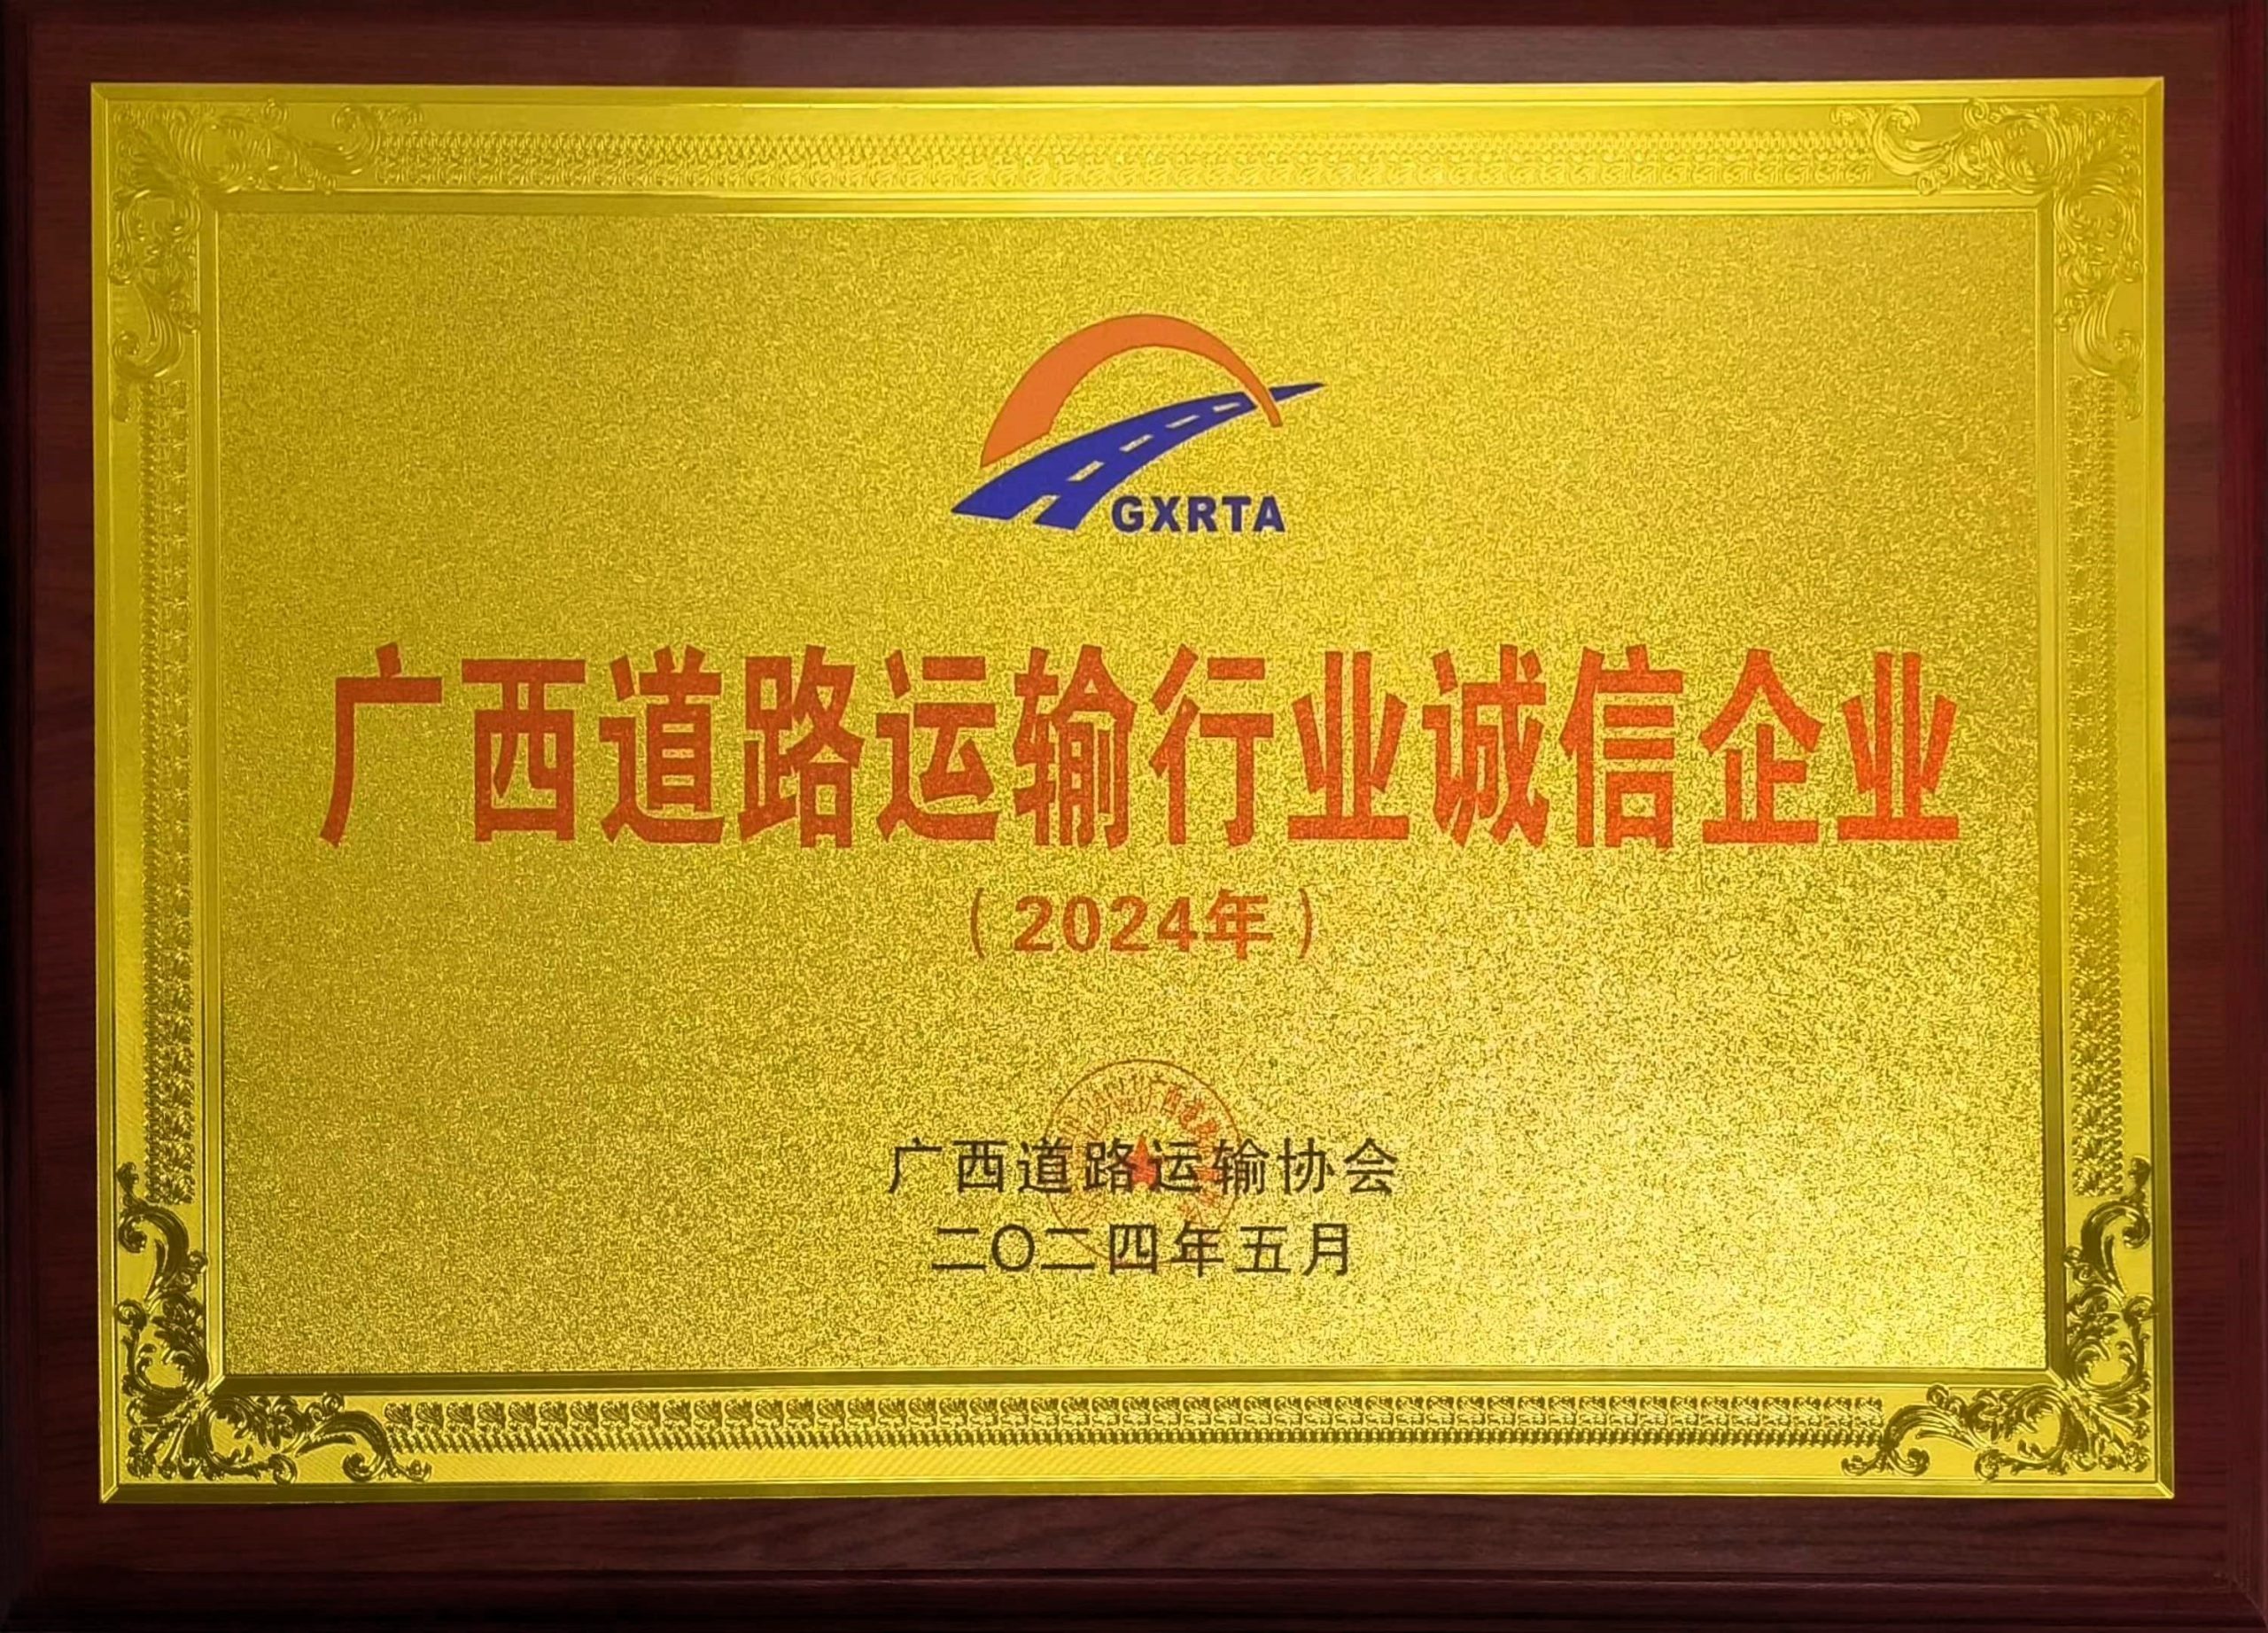 GXRTA
广西道路运输行业诚信企业
（2024年）
广西道路运输协会
二〇二四年五月